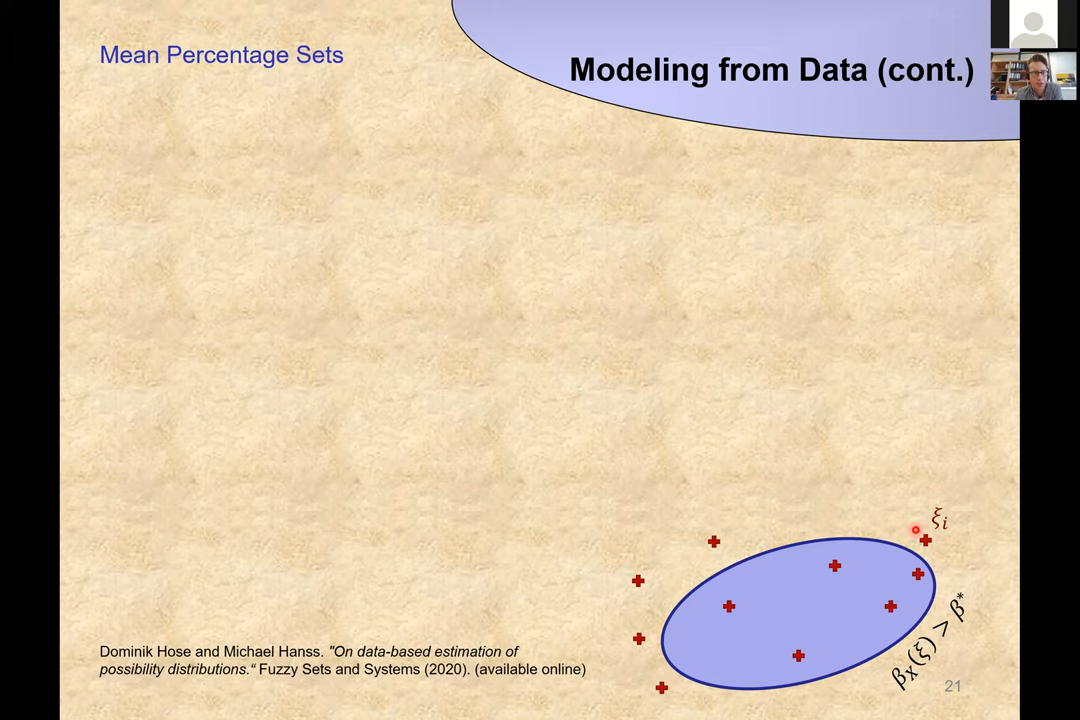 Mean Percentage Sets
Modeling from Data (cont.)
ξᵢ
β_X(ξ) > β*
Dominik Hose and Michael Hanss. "On data-based estimation of
possibility distributions.“ Fuzzy Sets and Systems (2020). (available online)
21